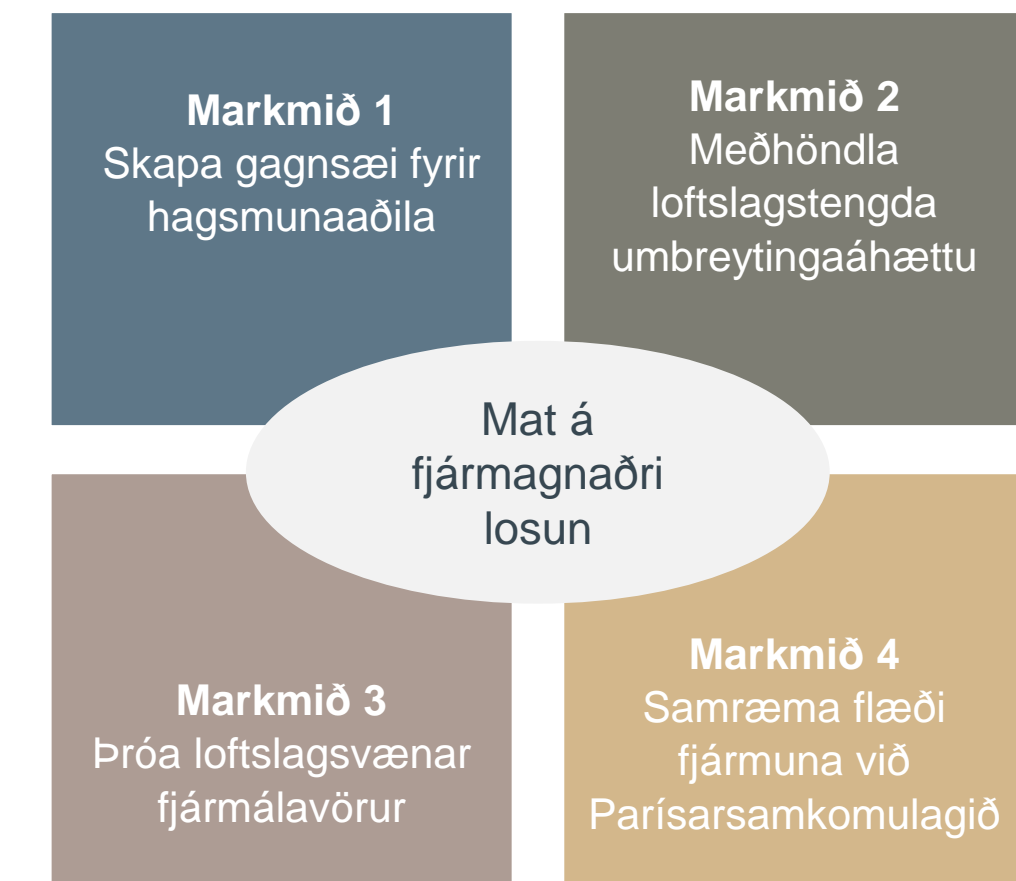 Markmið 1
Skapa gagnsæi fyrir
hagsmunaaðila
Markmið 2
Meðhöndla
loftslagstengda
umbreytingaáhættu
Mat á
fjármagnaðri
losun
Markmið 3
Þróa loftslagsvænar
fjármálavörur
Markmið 4
Samræma flæði
fjármuna við
Parísarsamkomulagið